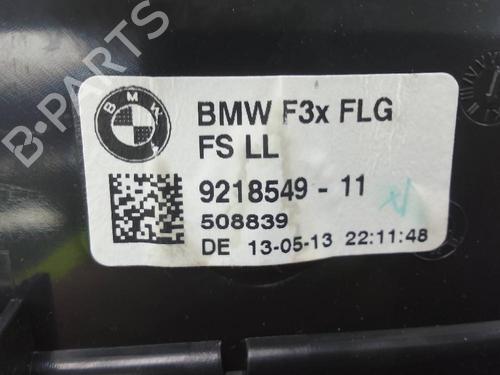 B-PARTS
BMW
BMW F3x FLG
FS LL
9218549 - 11
508839
DE 13-05-13 22:11:48